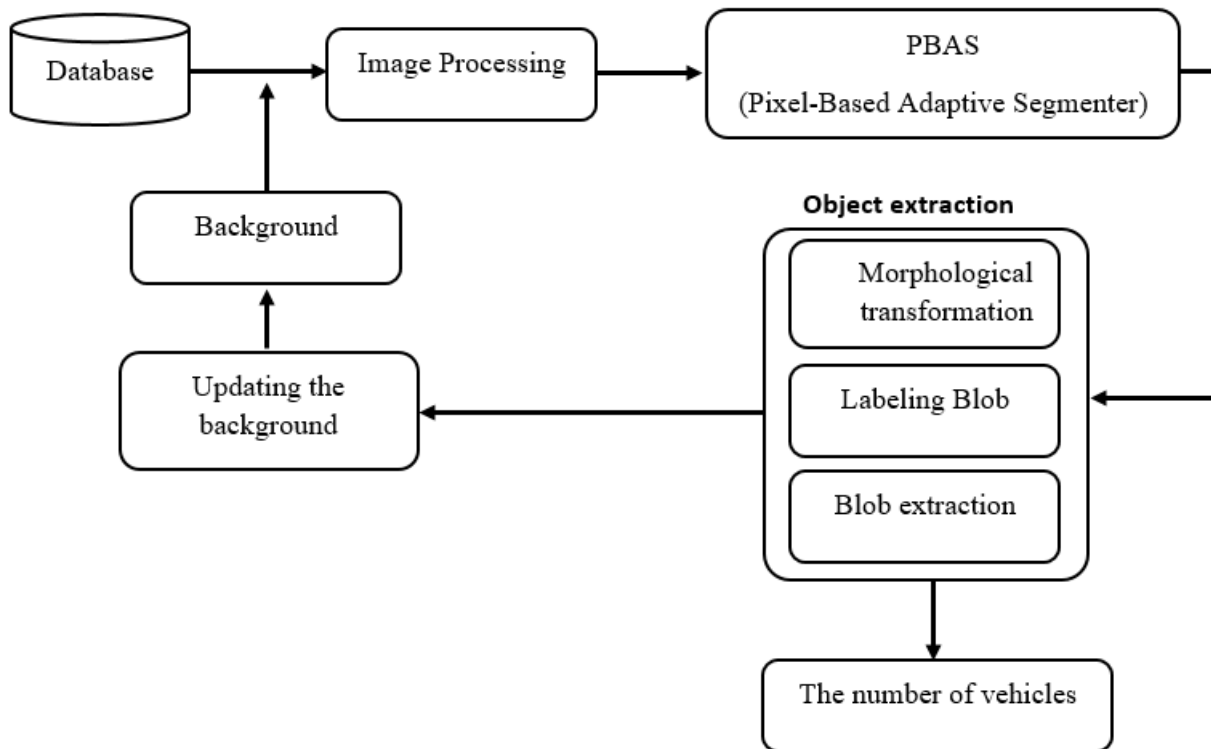 Database
Image Processing
PBAS
(Pixel-Based Adaptive Segmenter)
Background
Object extraction
Morphological
transformation
Updating the
background
Labeling Blob
Blob extraction
The number of vehicles